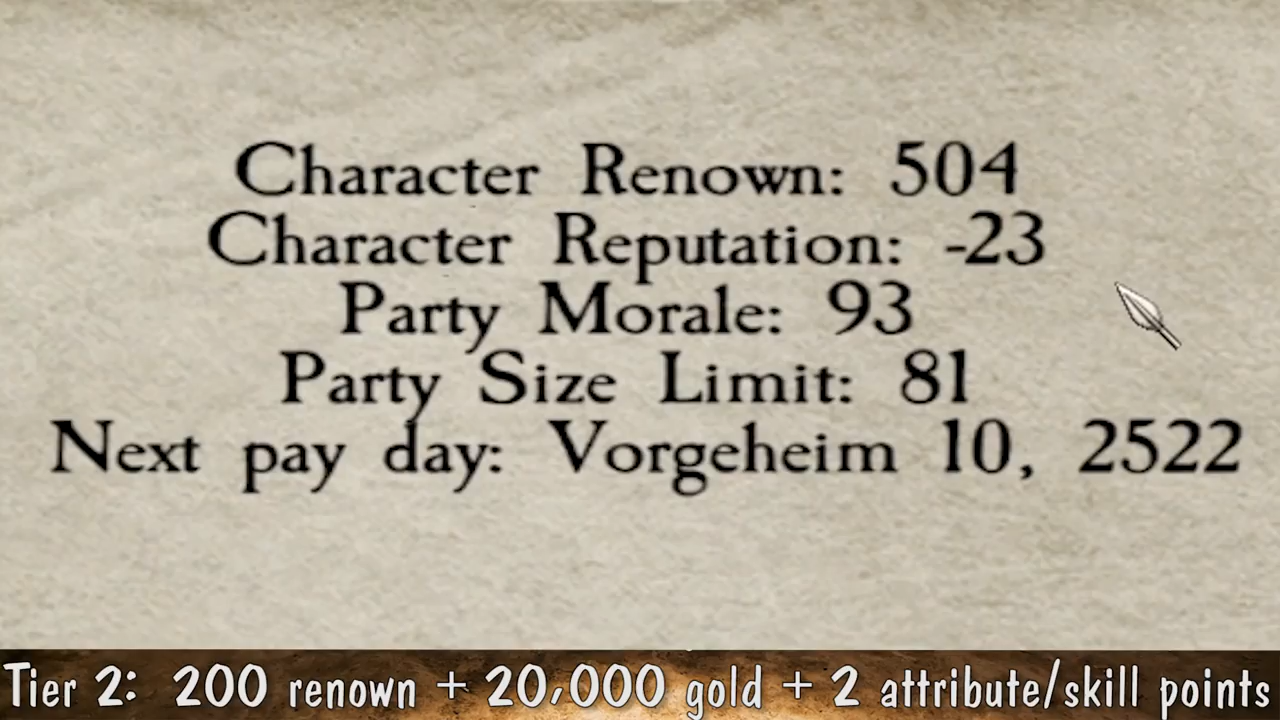 Character Renown: 504
Character Reputation: -23
Party Morale: 93
Party Size Limit: 81
Next pay day: Vorgeheim 10, 2522
Tier 2: 200 renown + 20,000 gold + 2 attribute/skill points